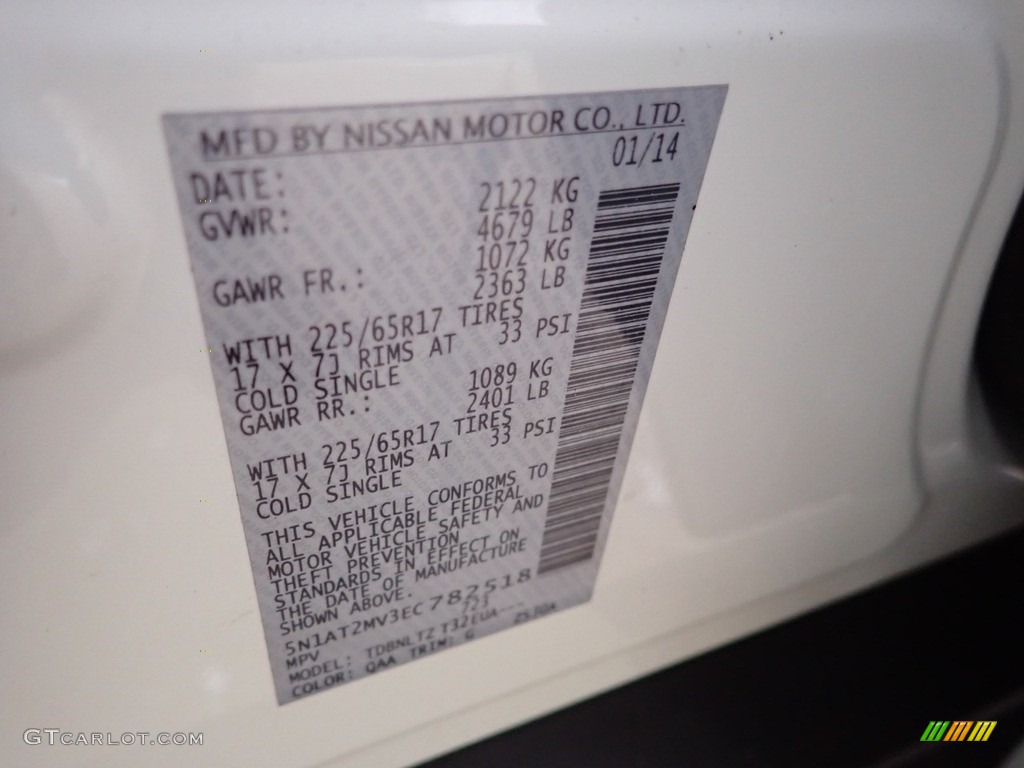 MFD BY NISSAN MOTOR CO., LTD.
DATE: 01/14
GVWR: 2122 KG
4679 LB
GAWR FR.: 1072 KG
2363 LB
WITH 225/65R17 TIRES
17 X 7J RIMS AT 33 PSI
COLD SINGLE
GAWR RR.: 1089 KG
2401 LB
WITH 225/65R17 TIRES
17 X 7J RIMS AT 33 PSI
COLD SINGLE
THIS VEHICLE CONFORMS TO
ALL APPLICABLE FEDERAL
MOTOR VEHICLE SAFETY AND
THEFT PREVENTION
STANDARDS IN EFFECT ON
THE DATE OF MANUFACTURE
SHOWN ABOVE.
5N1AT2MV3EC782518
MPV 723
MODEL: TDBNLTZ T32EUA---
COLOR: QAA TRIM: G
GTCARLOT.COM